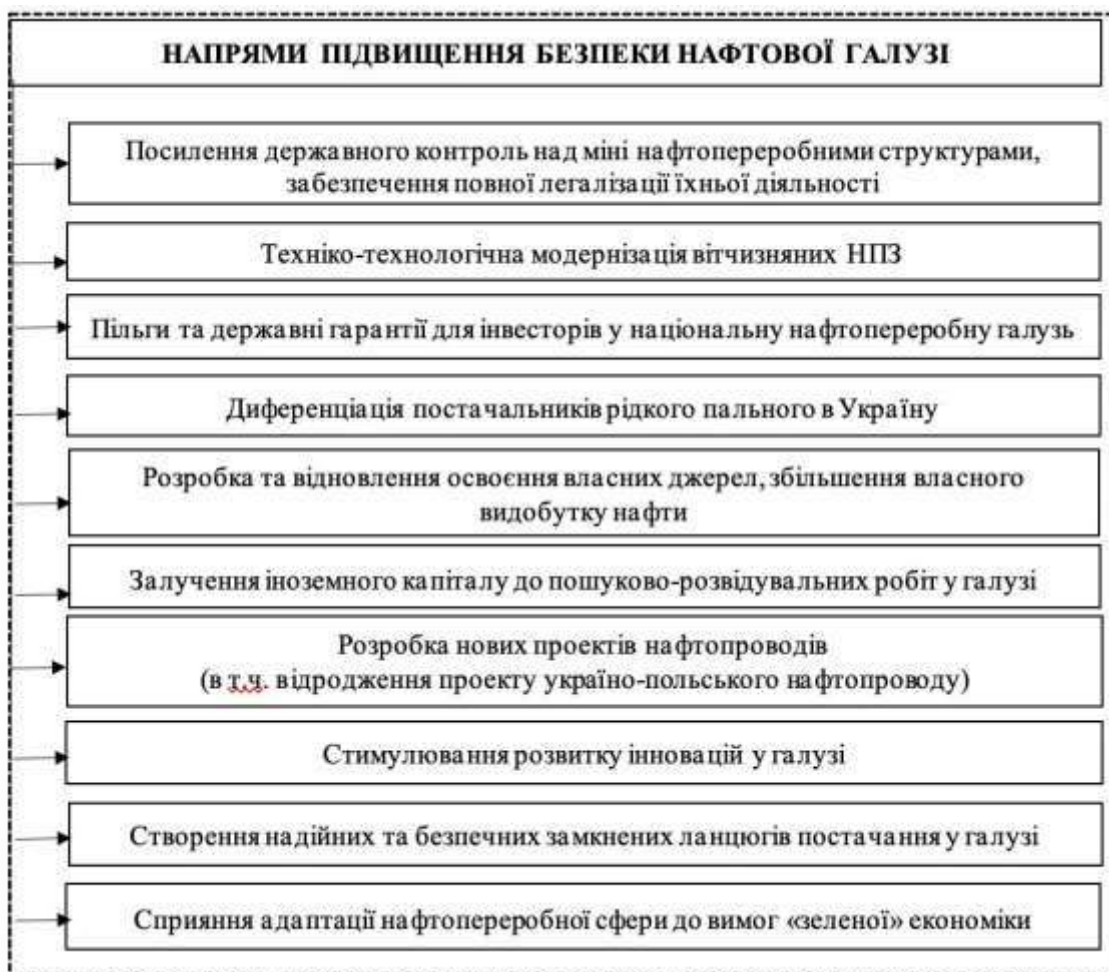 НАПРЯМИ ПІДВИЩЕННЯ БЕЗПЕКИ НАФТОВОЇ ГАЛУЗІ
Посилення державного контроль над міні нафтопереробними структурами,
забезпечення повної легалізації їхньої діяльності
Техніко-технологічна модернізація вітчизняних НПЗ
Пільги та державні гарантії для інвесторів у національну нафтопереробну галузь
Диференціація постачальників рідкого пального в Україну
Розробка та відновлення освоєння власних джерел, збільшення власного
видобутку нафти
Залучення іноземного капіталу до пошуково-розвідувальних робіт у галузі
Розробка нових проектів нафтопроводів
(в т.ч. відродження проекту україно-польського нафтопроводу)
Стимулювання розвитку інновацій у галузі
Створення надійних та безпечних замкнених ланцюгів постачання у галузі
Сприяння адаптації нафтопереробної сфери до вимог «зеленої» економіки